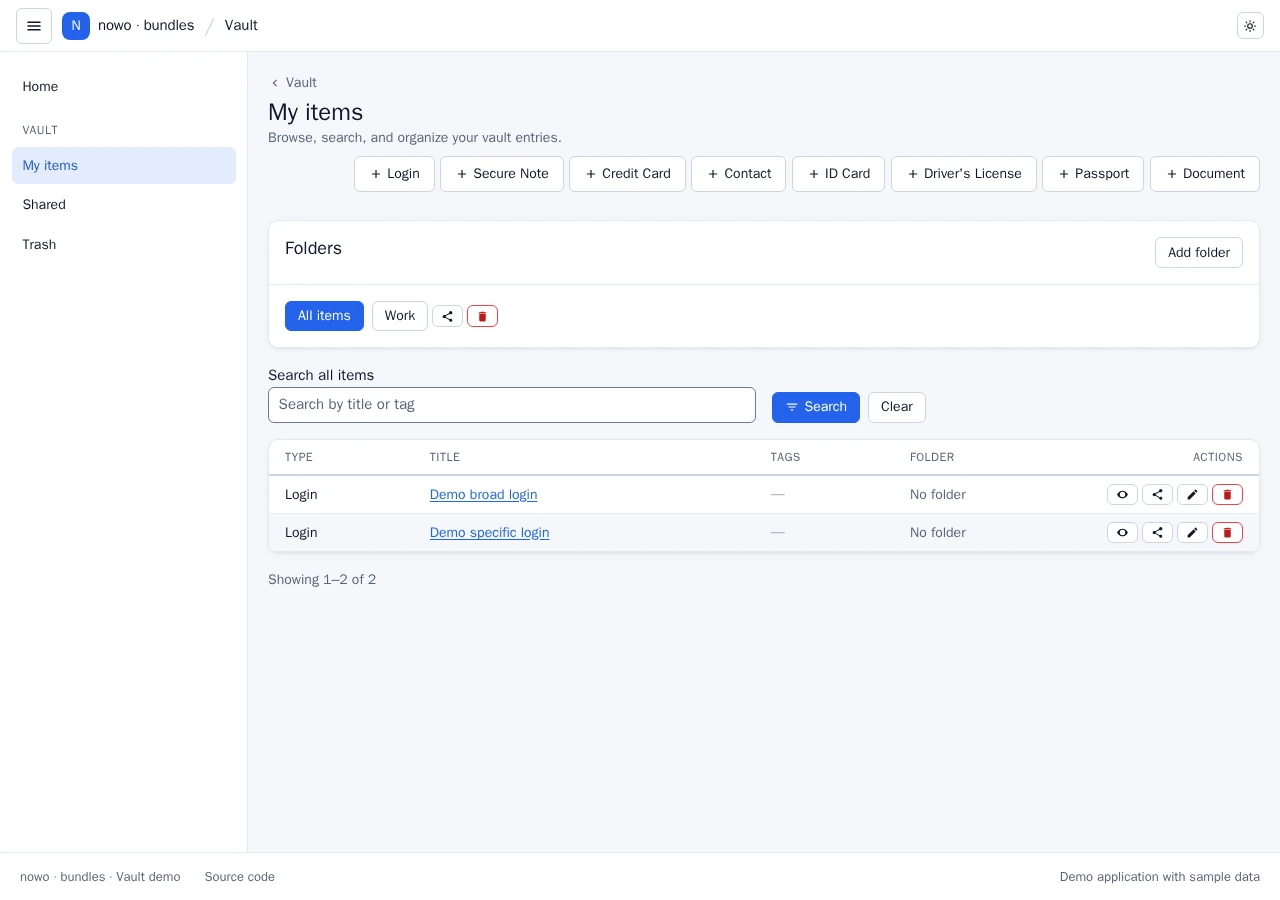 N nowo · bundles / Vault
Home
VAULT
My items
Shared
Trash
‹ Vault
My items
Browse, search, and organize your vault entries.
+ Login + Secure Note + Credit Card + Contact + ID Card + Driver's License + Passport + Document
Folders
Add folder
All items Work
Search all items
Search by title or tag
Search Clear
TYPE TITLE TAGS FOLDER ACTIONS
Login Demo broad login — No folder
Login Demo specific login — No folder
Showing 1–2 of 2
nowo · bundles · Vault demo Source code Demo application with sample data